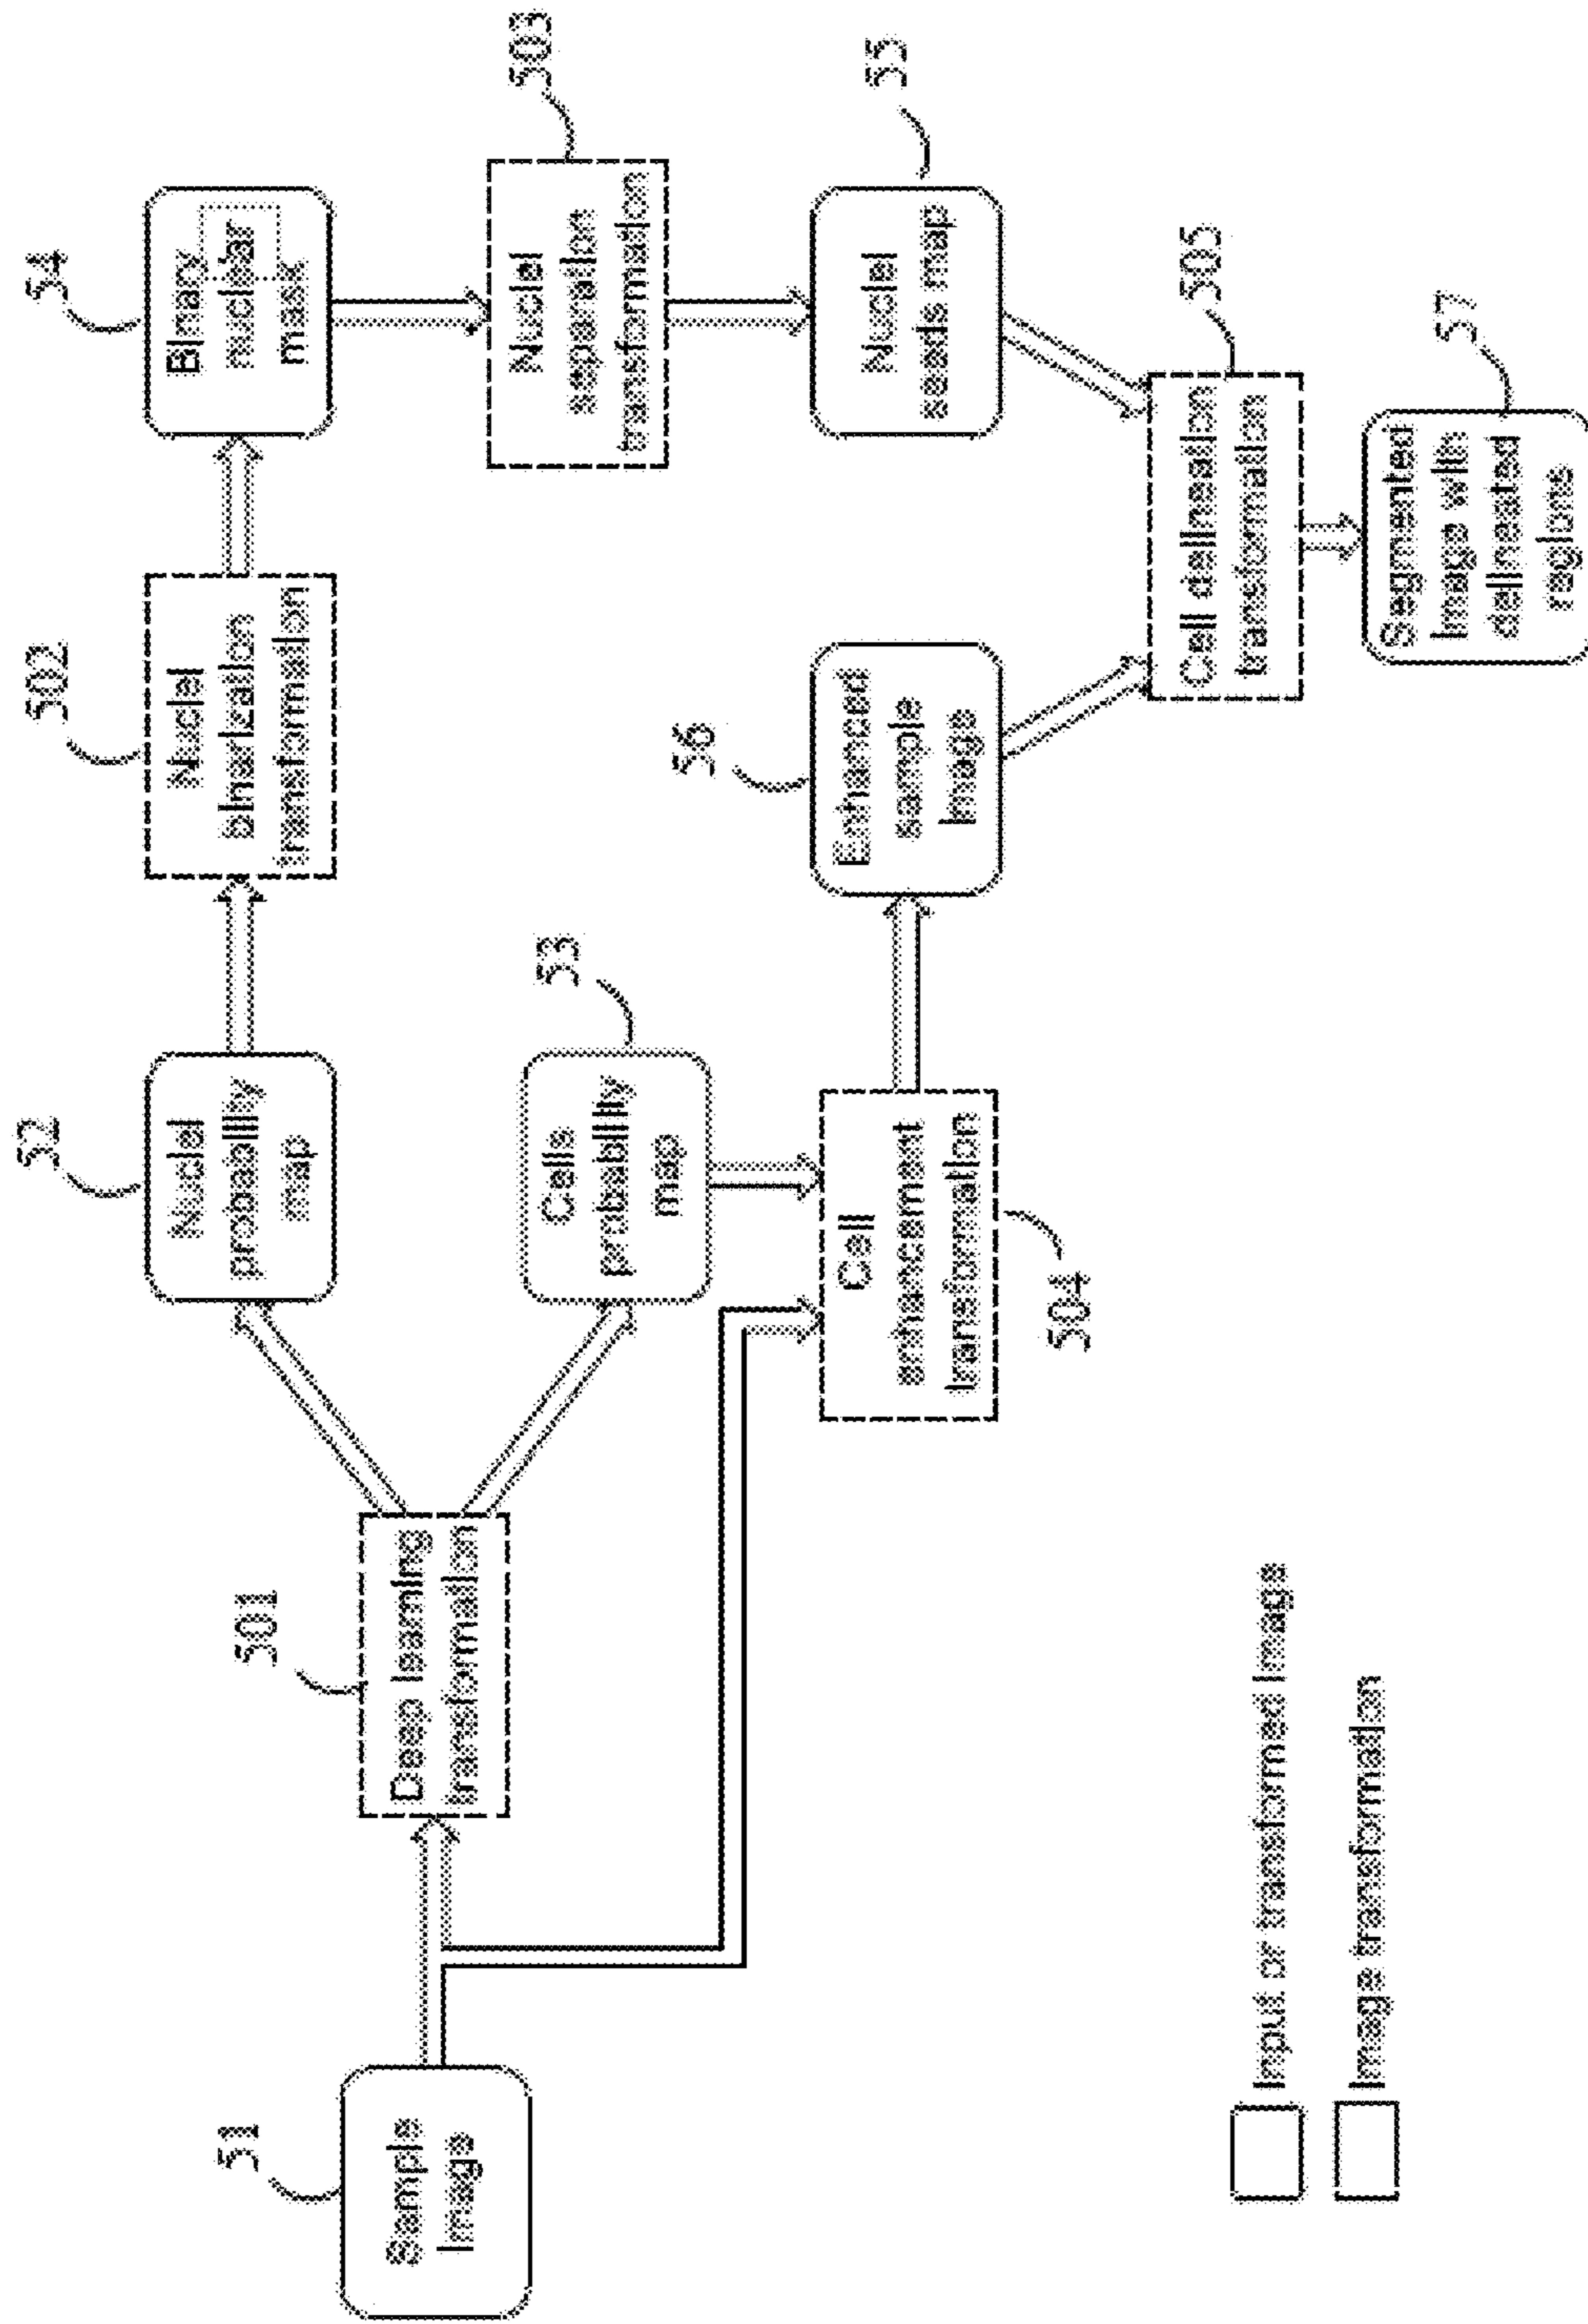 51
Sample
Image
501
Deep learning
transformation
52
Nuclei
probability
map
53
Cells
probability
map
502
Nuclei
binarization
transformation
54
Binary
nuclear
mask
503
Nuclei
separation
transformation
55
Nuclei
seeds map
504
Cell
enhancement
transformation
56
Enhanced
sample
Image
505
Cell delineation
transformation
57
Segmented
Image with
delineated
regions
Input or transformed Image
Image transformation